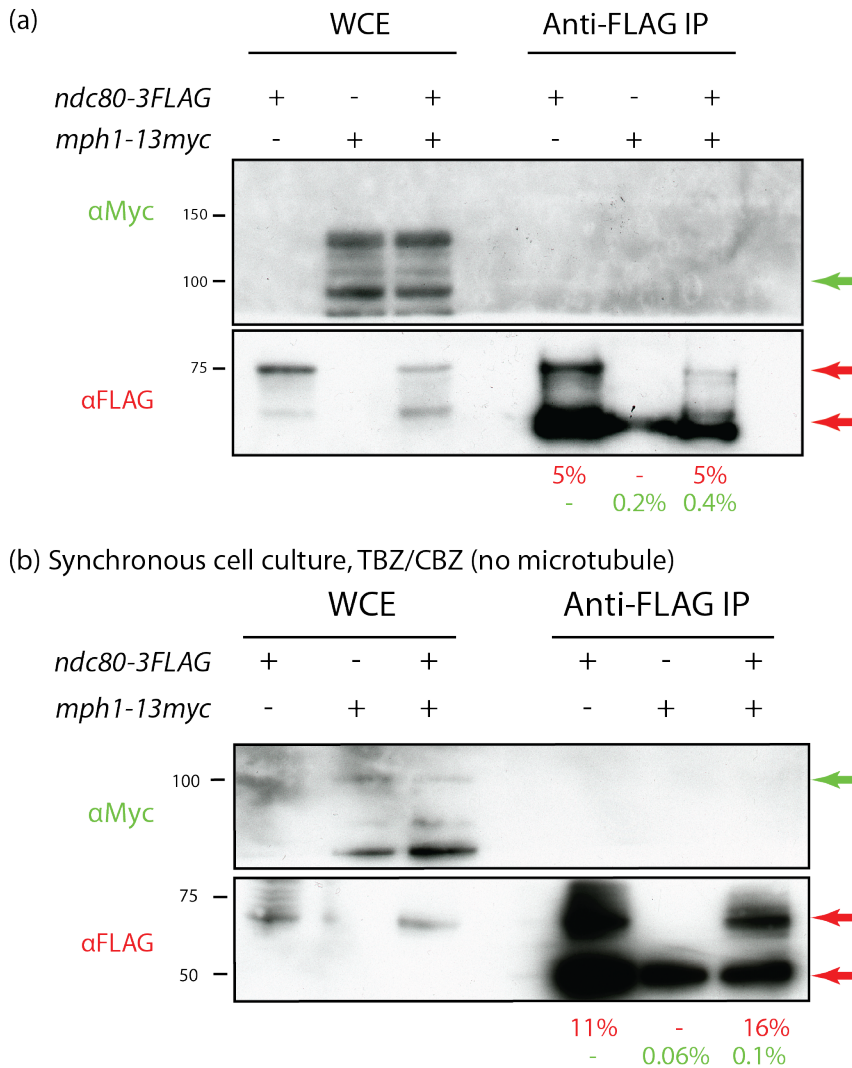 (a)
WCE Anti-FLAG IP
ndc80-3FLAG + - + + - +
mph1-13myc - + + - + +
αMyc
150
100
75
αFLAG
5% - 5%
- 0.2% 0.4%
(b) Synchronous cell culture, TBZ/CBZ (no microtubule)
WCE Anti-FLAG IP
ndc80-3FLAG + - + + - +
mph1-13myc - + + - + +
100
αMyc
75
αFLAG
50
11% - 16%
- 0.06% 0.1%